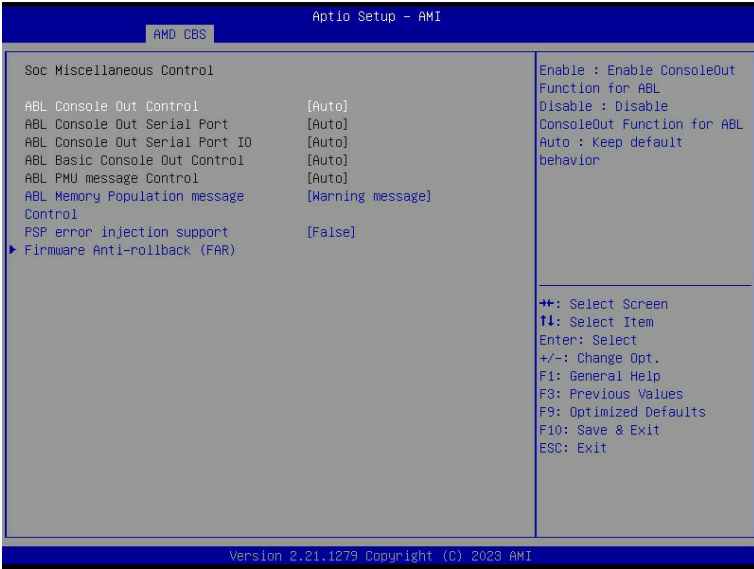 Aptio Setup - AMI
AMD CBS
Soc Miscellaneous Control
ABL Console Out Control [Auto]
ABL Console Out Serial Port [Auto]
ABL Console Out Serial Port IO [Auto]
ABL Basic Console Out Control [Auto]
ABL PMU message Control [Auto]
ABL Memory Population message [Warning message]
Control
PSP error injection support [False]
Firmware Anti-rollback (FAR)
Enable : Enable ConsoleOut
Function for ABL
Disable : Disable
ConsoleOut Function for ABL
Auto : Keep default
behavior
→←: Select Screen
↑↓: Select Item
Enter: Select
+/-: Change Opt.
F1: General Help
F3: Previous Values
F9: Optimized Defaults
F10: Save & Exit
ESC: Exit
Version 2.21.1279 Copyright (C) 2023 AMI